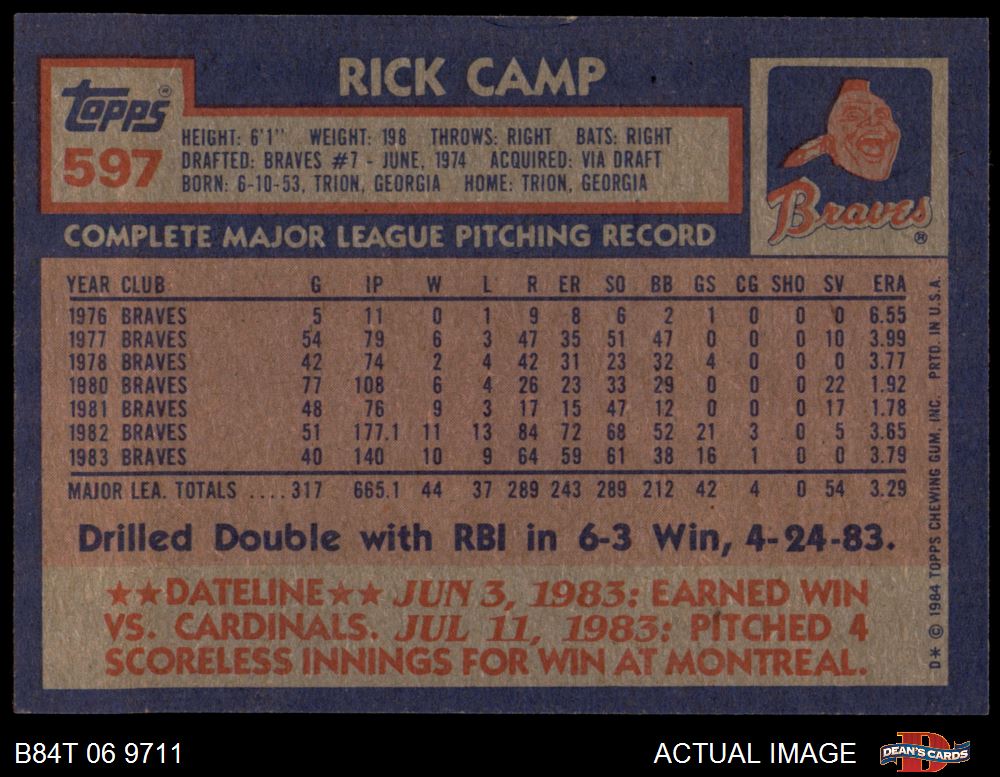 RICK CAMP
topps®
597
HEIGHT: 6'1" WEIGHT: 198 THROWS: RIGHT BATS: RIGHT
DRAFTED: BRAVES #7 - JUNE, 1974 ACQUIRED: VIA DRAFT
BORN: 6-10-53, TRION, GEORGIA HOME: TRION, GEORGIA
Braves®
COMPLETE MAJOR LEAGUE PITCHING RECORD
YEAR CLUB G IP W L R ER SO BB GS CG SHO SV ERA
1976 BRAVES 5 11 0 1 9 8 6 2 1 0 0 0 6.55
1977 BRAVES 54 79 6 3 47 35 51 47 0 0 0 10 3.99
1978 BRAVES 42 74 2 4 42 31 23 32 4 0 0 0 3.77
1980 BRAVES 77 108 6 4 26 23 33 29 0 0 0 22 1.92
1981 BRAVES 48 76 9 3 17 15 47 12 0 0 0 17 1.78
1982 BRAVES 51 177.1 11 13 84 72 68 52 21 3 0 5 3.65
1983 BRAVES 40 140 10 9 64 59 61 38 16 1 0 0 3.79
MAJOR LEA. TOTALS .... 317 665.1 44 37 289 243 289 212 42 4 0 54 3.29
Drilled Double with RBI in 6-3 Win, 4-24-83.
★★DATELINE★★ JUN 3, 1983: EARNED WIN
VS. CARDINALS. JUL 11, 1983: PITCHED 4
SCORELESS INNINGS FOR WIN AT MONTREAL.
D* © 1984 TOPPS CHEWING GUM, INC. PRTD. IN U.S.A.
B84T 06 9711
ACTUAL IMAGE
DEAN'S CARDS